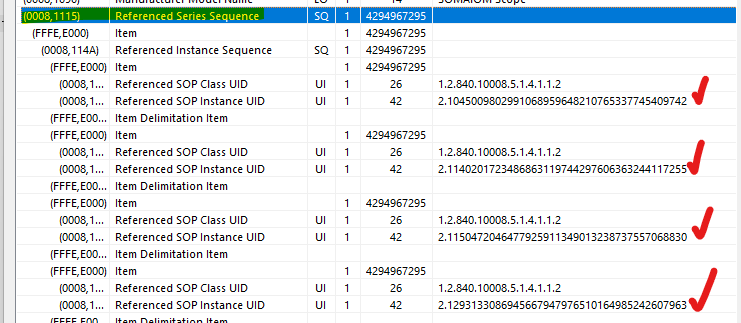 Manufacturer Model Name LO 1 14 SOMATOM Scope
(0008,1115) Referenced Series Sequence SQ 1 4294967295
(FFFE,E000) Item 1 4294967295
(0008,114A) Referenced Instance Sequence SQ 1 4294967295
(FFFE,E000) Item 1 4294967295
(0008,1... Referenced SOP Class UID UI 1 26 1.2.840.10008.5.1.4.1.1.2
(0008,1... Referenced SOP Instance UID UI 1 42 2.1045009802991068959648210765337745409742
(FFFE,E00... Item Delimitation Item
(FFFE,E000) Item 1 4294967295
(0008,1... Referenced SOP Class UID UI 1 26 1.2.840.10008.5.1.4.1.1.2
(0008,1... Referenced SOP Instance UID UI 1 42 2.1140201723486863119744297606363244117255
(FFFE,E00... Item Delimitation Item
(FFFE,E000) Item 1 4294967295
(0008,1... Referenced SOP Class UID UI 1 26 1.2.840.10008.5.1.4.1.1.2
(0008,1... Referenced SOP Instance UID UI 1 42 2.1150472046477925911349013238737557068830
(FFFE,E00... Item Delimitation Item
(FFFE,E000) Item 1 4294967295
(0008,1... Referenced SOP Class UID UI 1 26 1.2.840.10008.5.1.4.1.1.2
(0008,1... Referenced SOP Instance UID UI 1 42 2.1293133086945667947976510164985242607963
(FFFE,E00... Item Delimitation Item